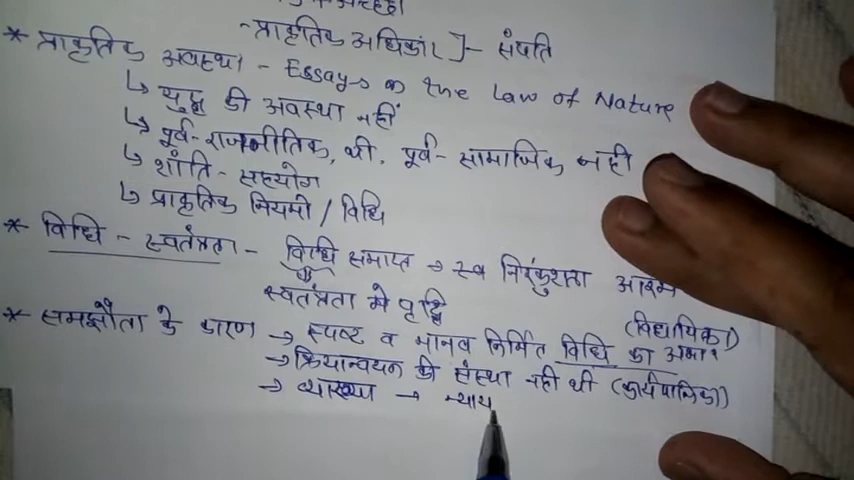 - प्राकृतिक अधिकार ]- संपति
* प्राकृतिक अवस्था - Essays on the Law of Nature
↳ युद्ध की अवस्था नहीं
↳ पूर्व-राजनीतिक थी, पूर्व-सामाजिक नही
↳ शांति - सहयोग
↳ प्राकृतिक नियमो / विधि
* विधि - स्वतंत्रता - विधि समाप्त → स्व निरंकुशता आरम
स्वतंत्रता मे वृद्धि
* समझौता के कारण → स्पष्ट व मानव निर्मित विधि का अभाव (विधायिका)
→ क्रियान्वयन की संस्था नही थी (कार्यपालिका)
→ व्याख्या → न्याय